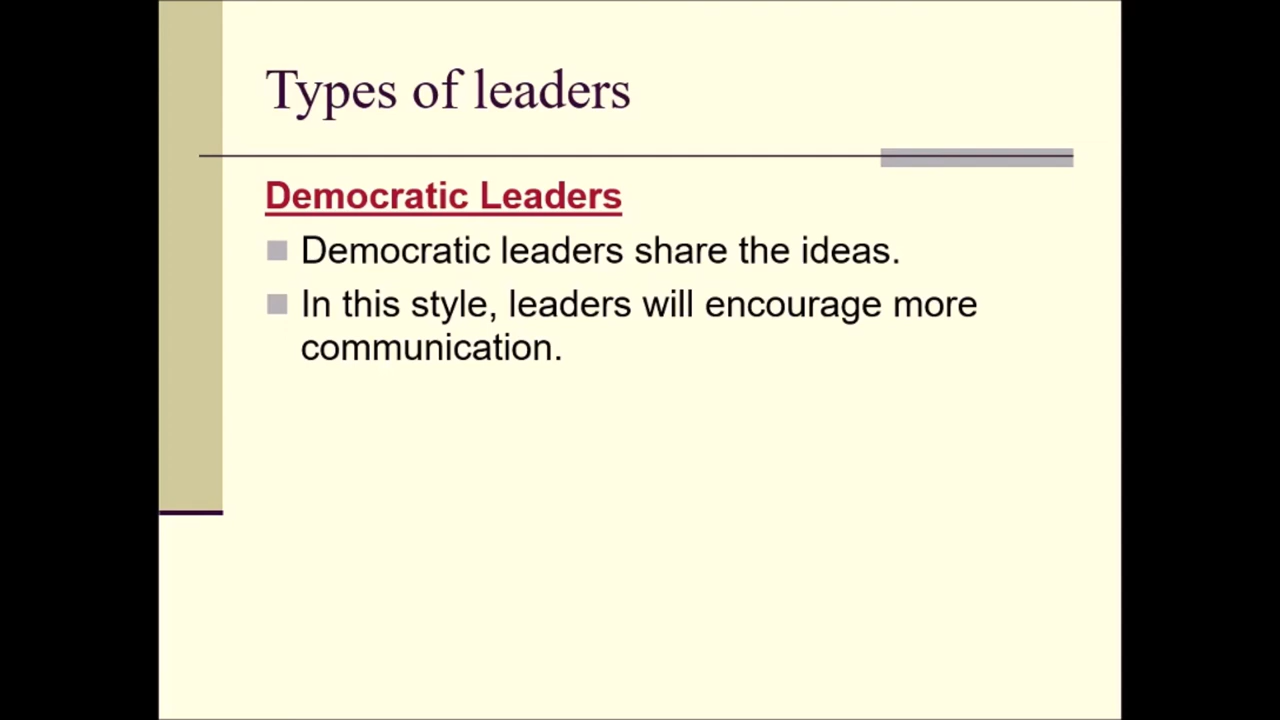 Types of leaders
Democratic Leaders
Democratic leaders share the ideas.
In this style, leaders will encourage more
communication.